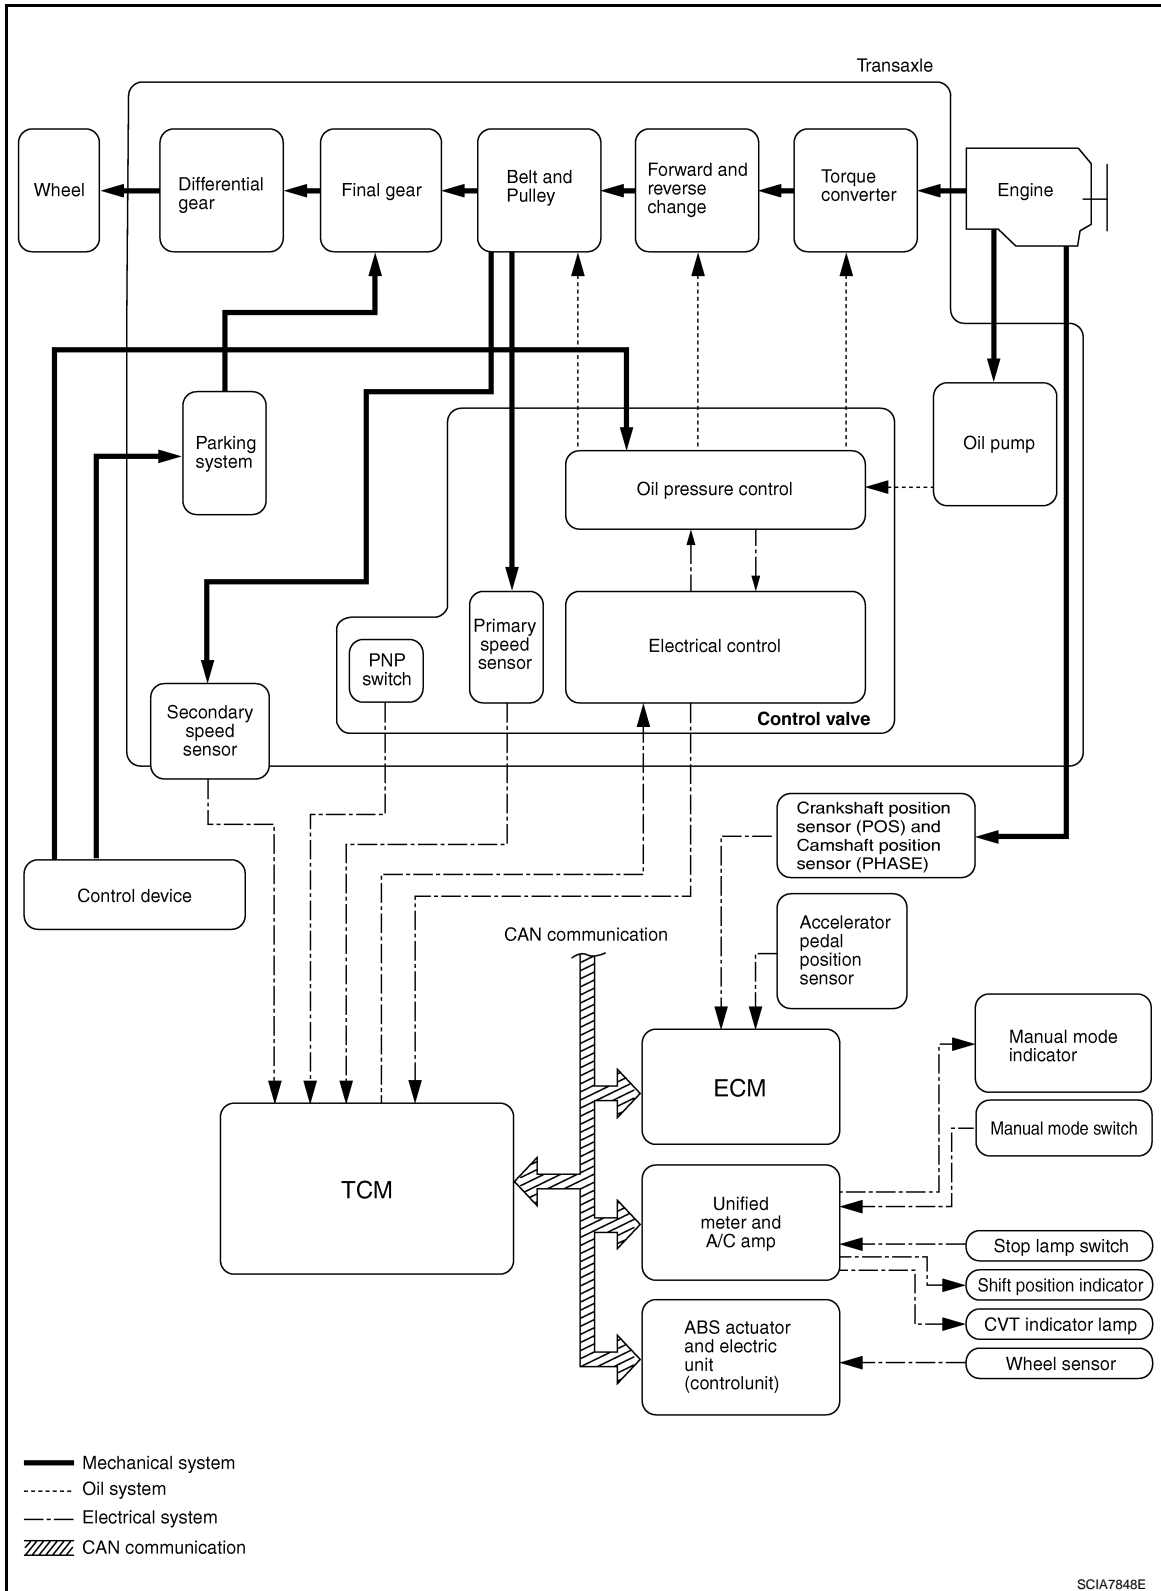 Transaxle
Wheel
Differential
gear
Final gear
Belt and
Pulley
Forward and
reverse
change
Torque
converter
Engine
Parking
system
Oil pump
Oil pressure control
Primary
speed
sensor
Electrical control
PNP
switch
Control valve
Secondary
speed
sensor
Crankshaft position
sensor (POS) and
Camshaft position
sensor (PHASE)
Control device
Accelerator
pedal
position
sensor
CAN communication
Manual mode
indicator
ECM
Manual mode switch
TCM
Unified
meter and
A/C amp
Stop lamp switch
Shift position indicator
CVT indicator lamp
ABS actuator
and electric
unit
(controlunit)
Wheel sensor
Mechanical system
Oil system
Electrical system
CAN communication
SCIA7848E